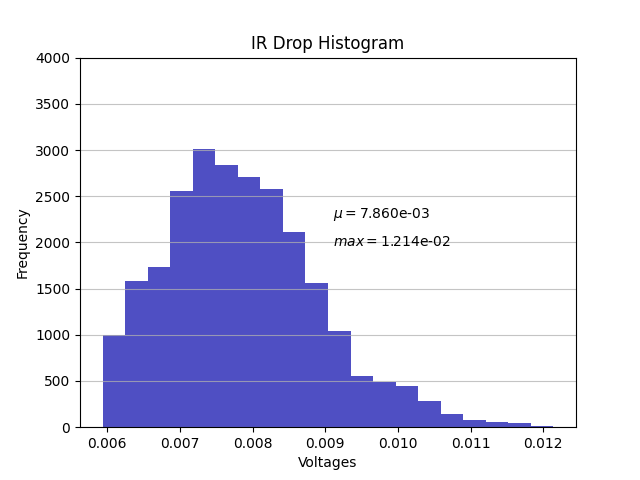 IR Drop Histogram
4000
3500
3000
2500
2000
1500
1000
500
0
Frequency
μ = 7.860e-03
max = 1.214e-02
0.006 0.007 0.008 0.009 0.010 0.011 0.012
Voltages